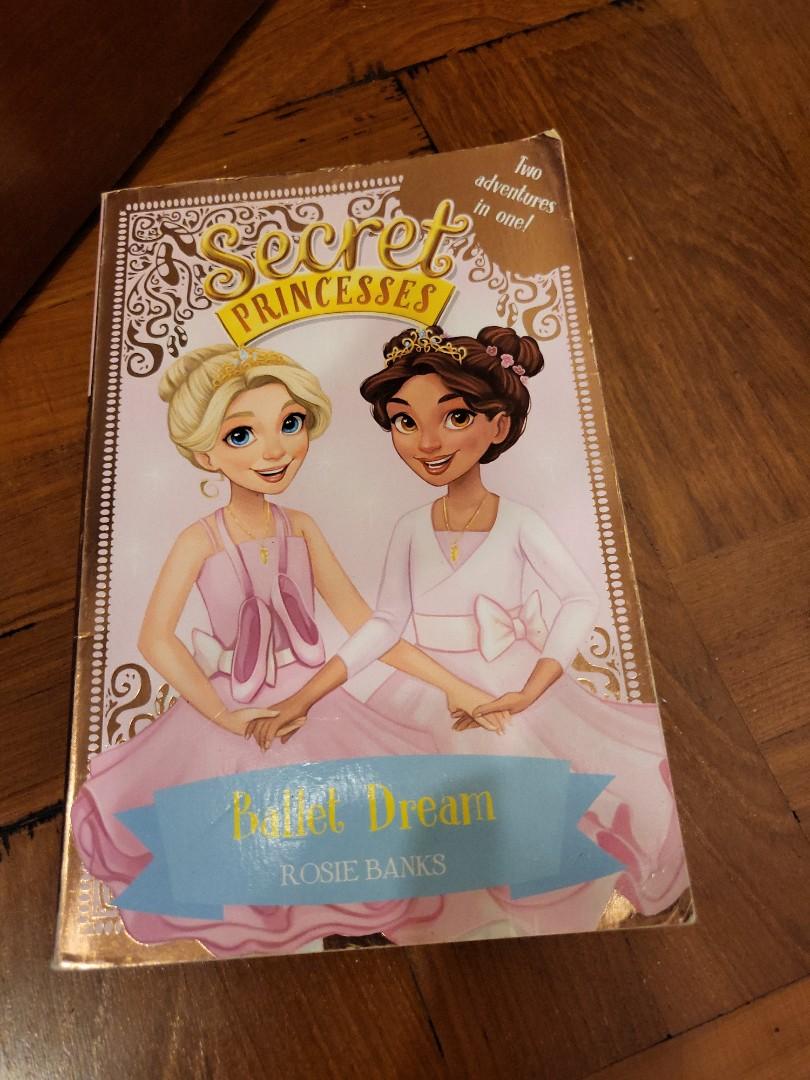 Two
adventures
in one!
Secret
PRINCESSES
Ballet Dream
ROSIE BANKS